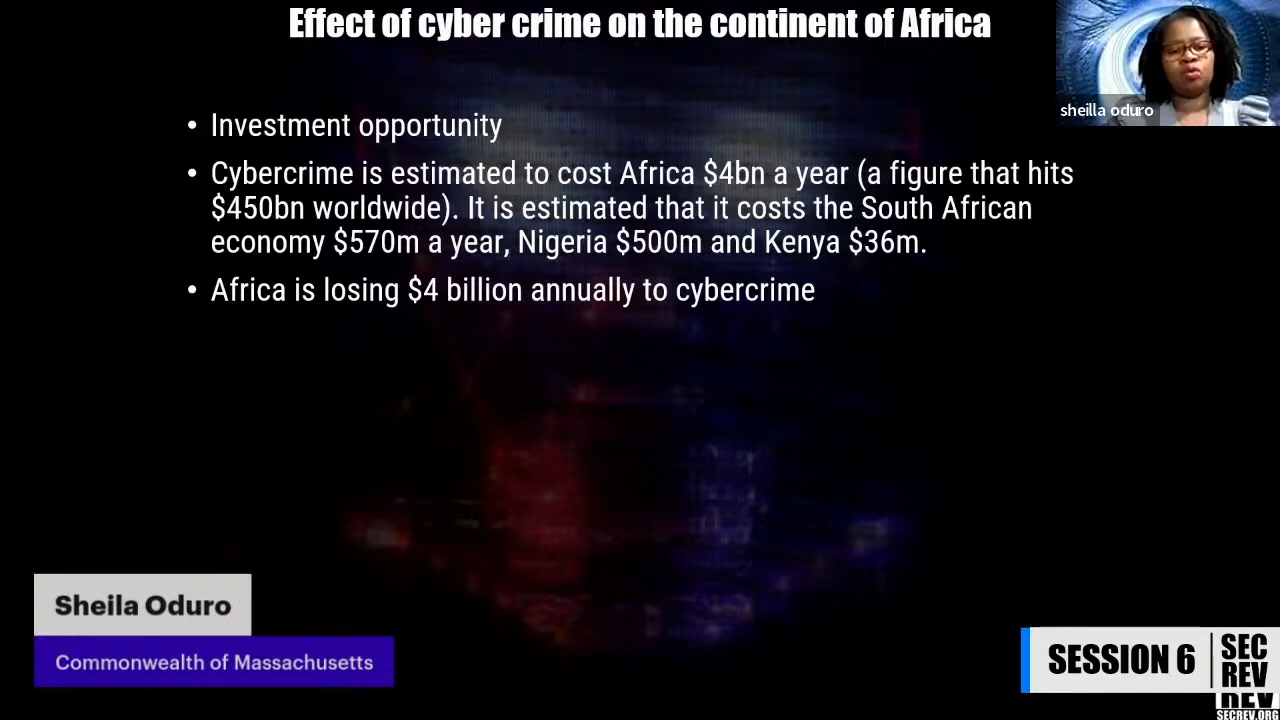 Effect of cyber crime on the continent of Africa
sheilla oduro
• Investment opportunity
• Cybercrime is estimated to cost Africa $4bn a year (a figure that hits
$450bn worldwide). It is estimated that it costs the South African
economy $570m a year, Nigeria $500m and Kenya $36m.
• Africa is losing $4 billion annually to cybercrime
Sheila Oduro
Commonwealth of Massachusetts
SESSION 6
SEC
REV
REV
SECREV.ORG